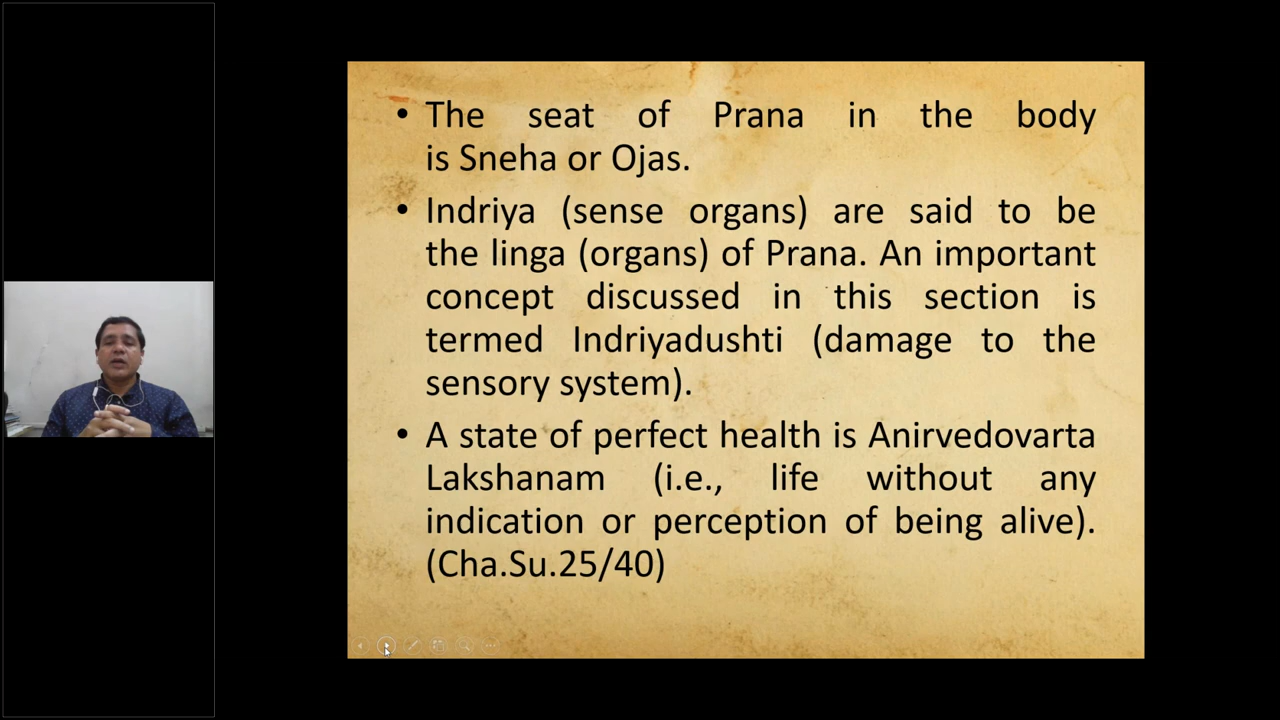 • The seat of Prana in the body
is Sneha or Ojas.
• Indriya (sense organs) are said to be
the linga (organs) of Prana. An important
concept discussed in this section is
termed Indriyadushti (damage to the
sensory system).
• A state of perfect health is Anirvedovarta
Lakshanam (i.e., life without any
indication or perception of being alive).
(Cha.Su.25/40)